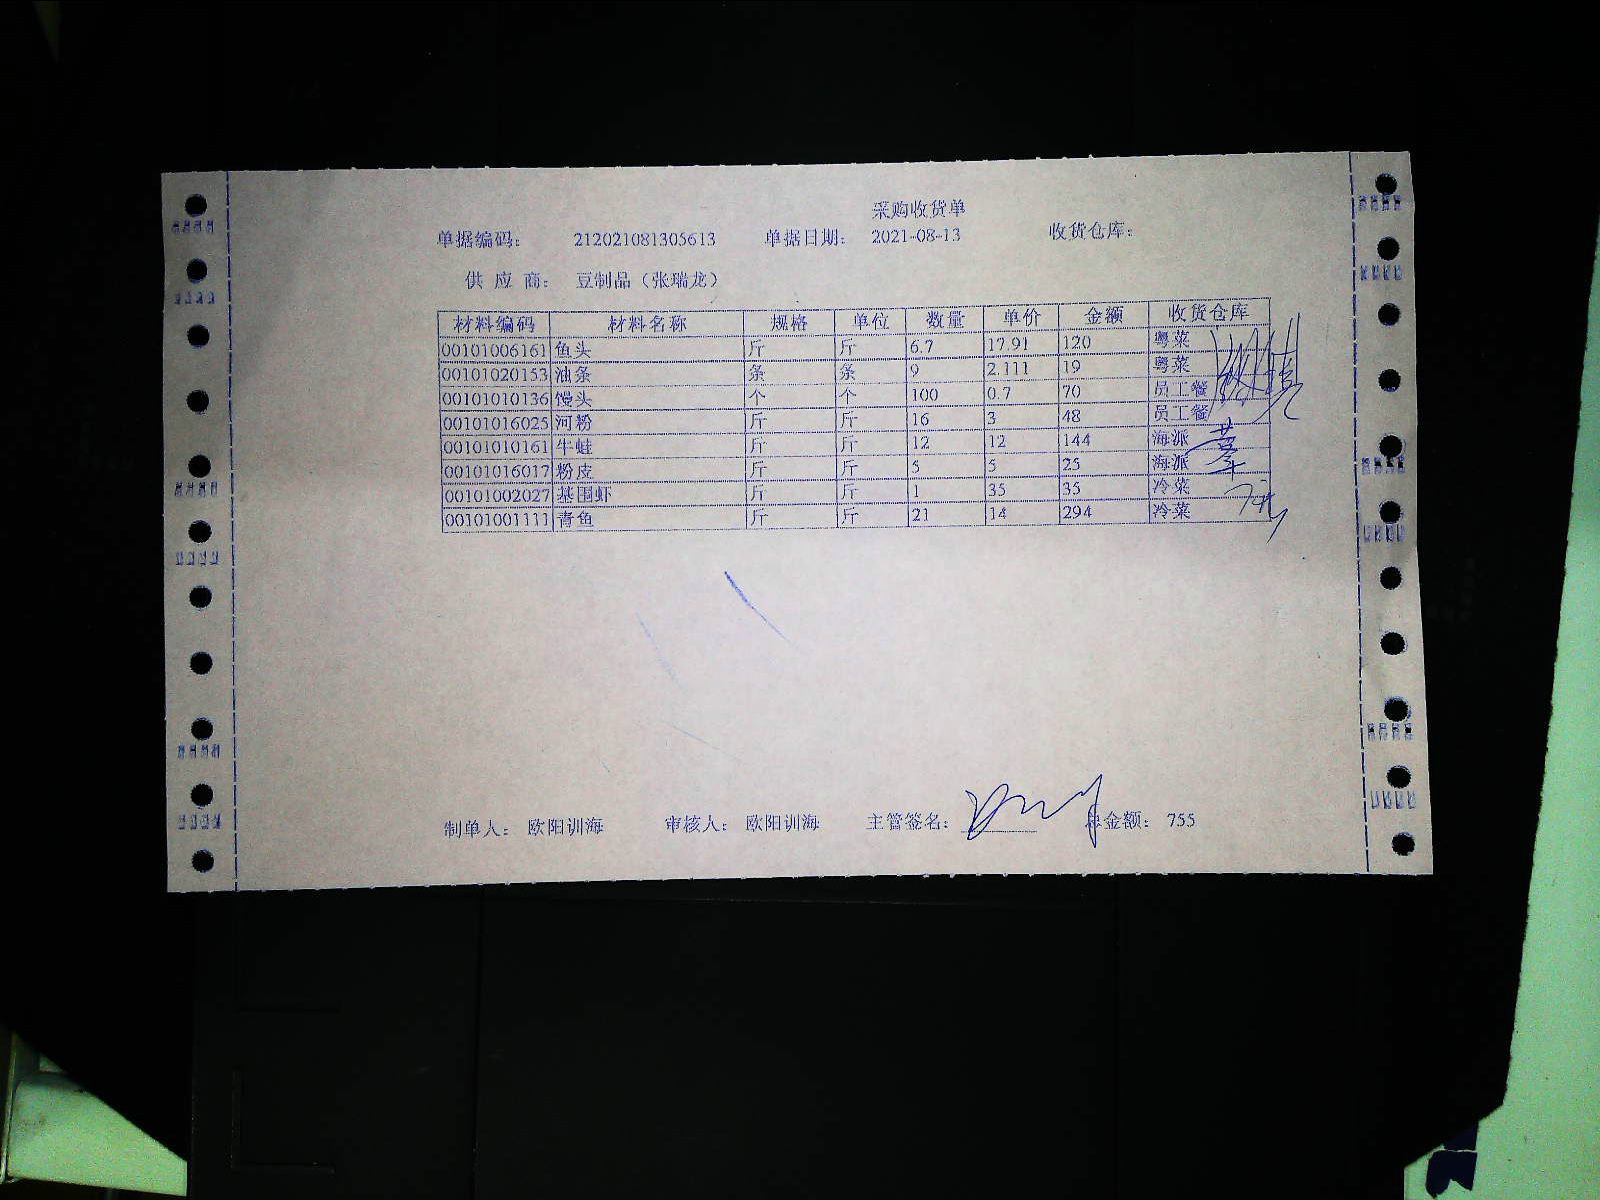 采购收货单
单据编码： 212021081305613 单据日期： 2021-08-13 收货仓库：
供 应 商： 豆制品（张瑞龙）
材料编码 材料名称 规格 单位 数量 单价 金额 收货仓库
00101006161 鱼头 斤 斤 6.7 17.91 120 粤菜
00101020153 油条 条 条 9 2.111 19 粤菜
00101010136 馒头 个 个 100 0.7 70 员工餐
00101016025 河粉 斤 斤 16 3 48 员工餐
00101010161 牛蛙 斤 斤 12 12 144 海派
00101016017 粉皮 斤 斤 5 5 25 海派
00101002027 基围虾 斤 斤 1 35 35 冷菜
00101001111 青鱼 斤 斤 21 14 294 冷菜
制单人： 欧阳训海 审核人： 欧阳训海 主管签名： 总金额： 755